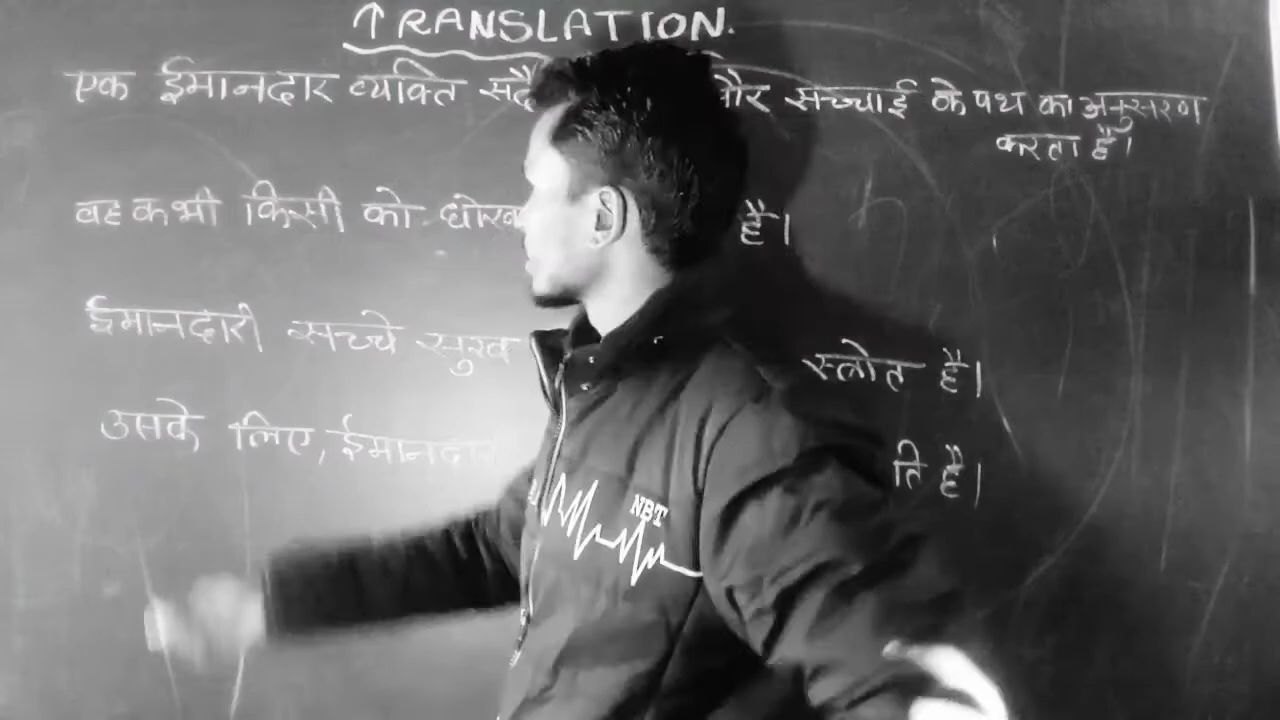 TRANSLATION.
एक ईमानदार व्यक्ति और सच्चाई के पथ का अनुसरण
करता है।
वह कभी किसी को है।
ईमानदारी सच्चे सुख स्त्रोत है।
उसके लिए, ईमानदार है।
NBT